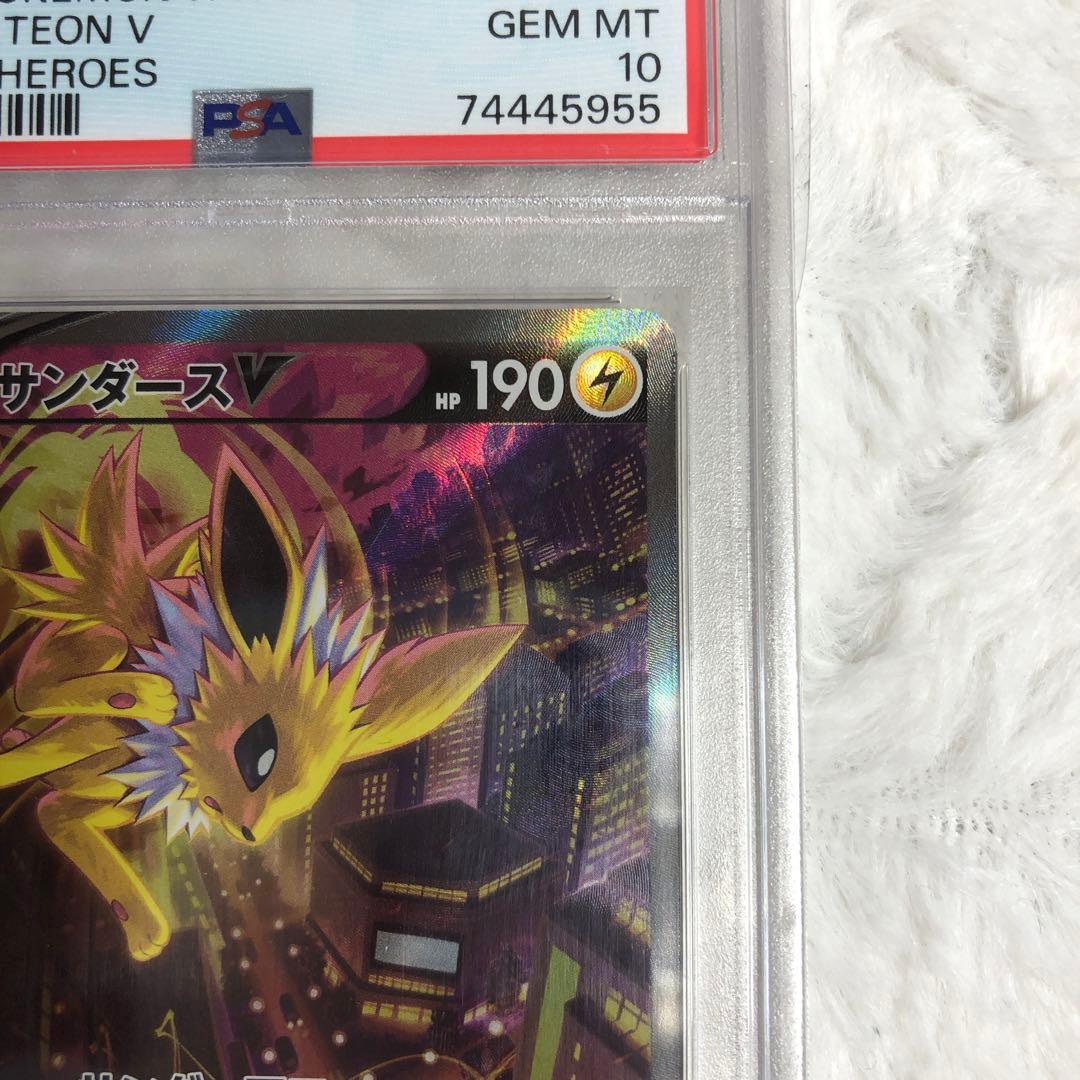 TEON V
GEM MT
HEROES
10
PSA
74445955
サンダースV
HP 190